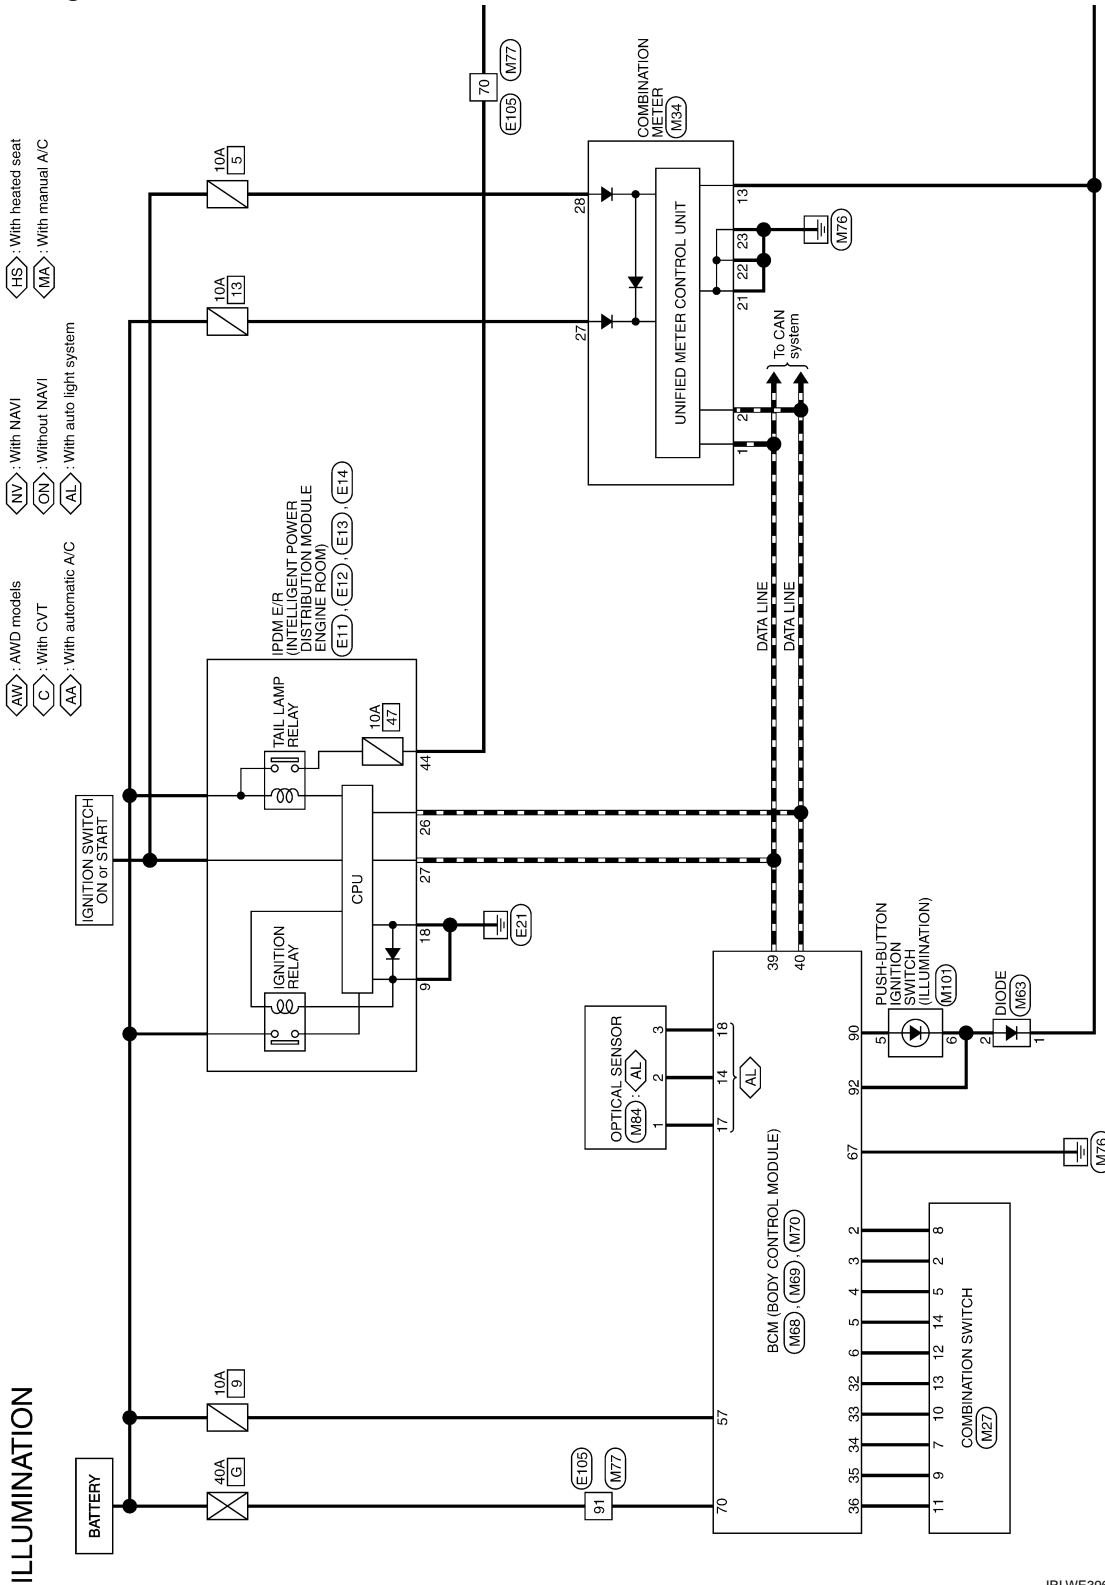 ILLUMINATION
AW : AWD models
C : With CVT
AA : With automatic A/C
NV : With NAVI
ON : Without NAVI
AL : With auto light system
HS : With heated seat
MA : With manual A/C
BATTERY
IGNITION SWITCH
ON or START
40A
G
10A
9
10A
13
10A
5
IPDM E/R
(INTELLIGENT POWER
DISTRIBUTION MODULE
ENGINE ROOM)
E11 , E12 , E13 , E14
IGNITION
RELAY
CPU
TAIL LAMP
RELAY
10A
47
9
18
27
26
44
E21
E105
70
M77
E105
91
M77
OPTICAL SENSOR
M84 : AL
1
2
3
17
14
18
AL
COMBINATION
METER
M34
27
28
UNIFIED METER CONTROL UNIT
1
2
21
22
23
13
M76
To CAN
system
DATA LINE
DATA LINE
70
57
39
40
BCM (BODY CONTROL MODULE)
M68 , M69 , M70
36
35
34
33
32
6
5
4
3
2
67
92
90
11
9
7
10
13
12
14
5
2
8
COMBINATION SWITCH
M27
PUSH-BUTTON
IGNITION
SWITCH
(ILLUMINATION)
M101
5
6
DIODE
M63
2
1
M76